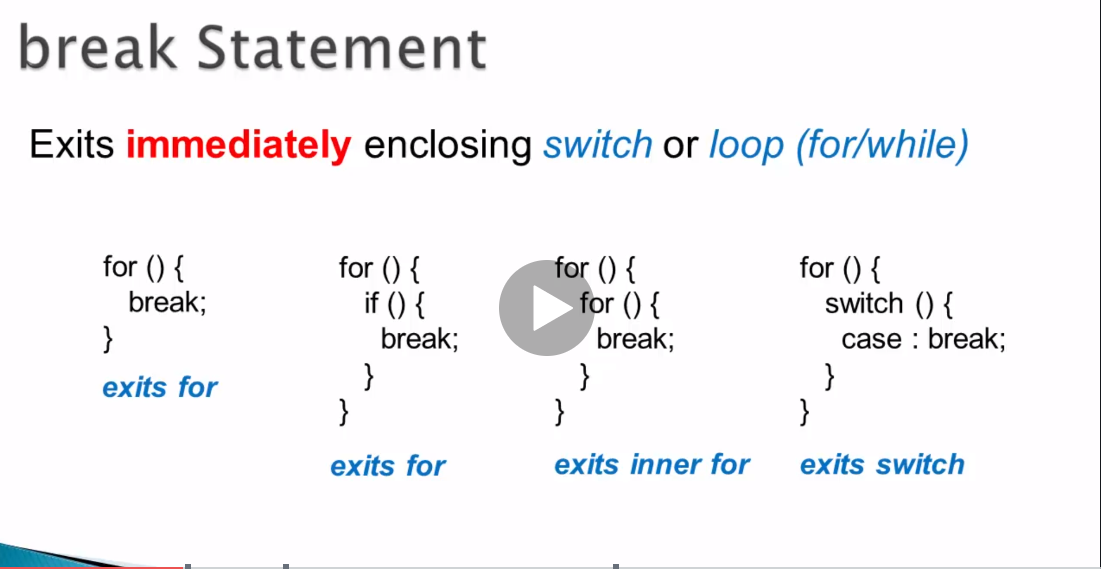 break Statement
Exits immediately enclosing switch or loop (for/while)
for () {
break;
}
exits for
for () {
if () {
break;
}
}
exits for
for () {
for () {
break;
}
}
exits inner for
for () {
switch () {
case : break;
}
}
exits switch